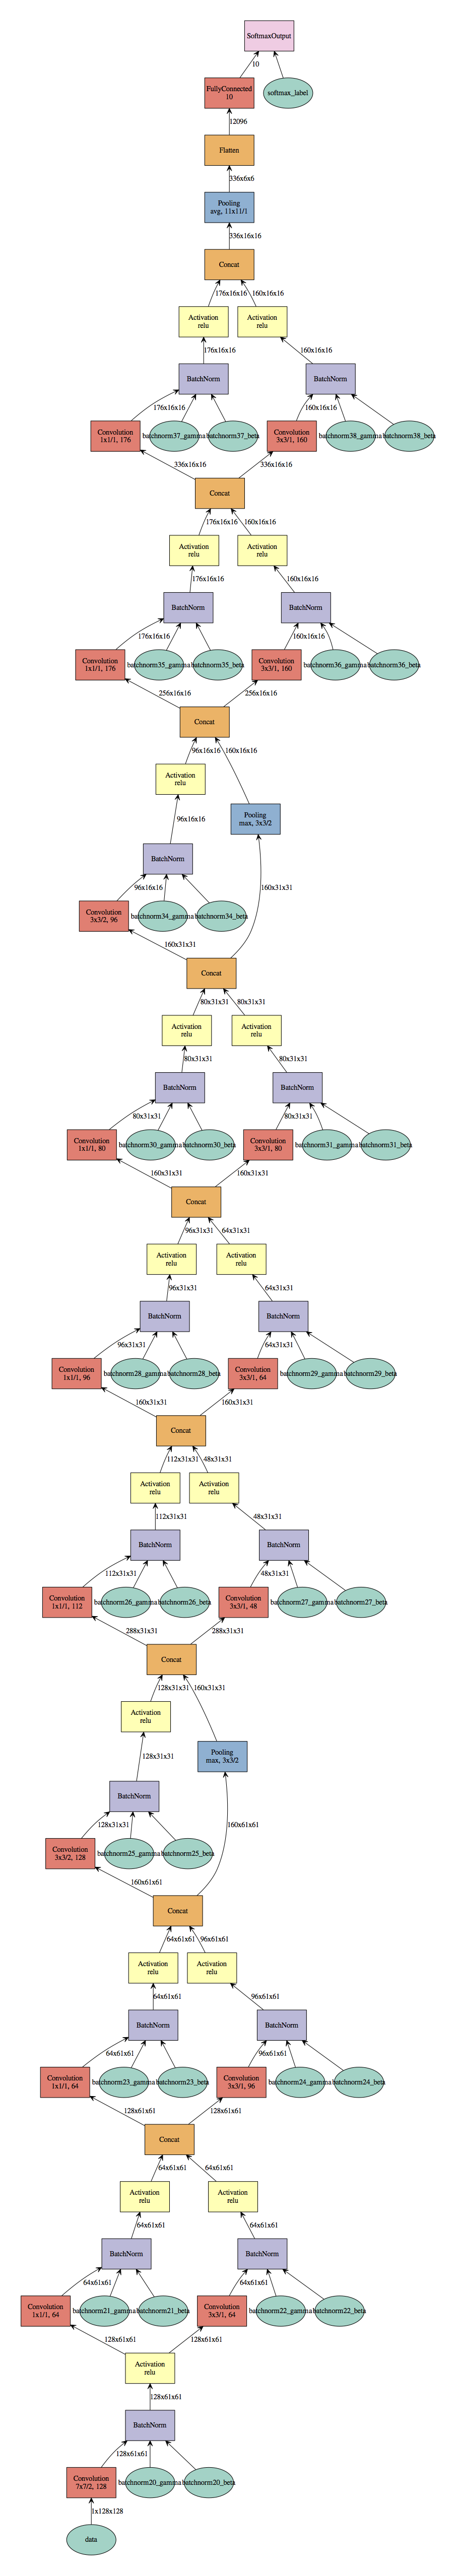 SoftmaxOutput
10
FullyConnected
10
softmax_label
12096
Flatten
336x6x6
Pooling
avg, 11x11/1
336x16x16
Concat
176x16x16
160x16x16
Activation
relu
Activation
relu
176x16x16
160x16x16
BatchNorm
BatchNorm
176x16x16
160x16x16
Convolution
1x1/1, 176
batchnorm37_gamma
batchnorm37_beta
Convolution
3x3/1, 160
batchnorm38_gamma
batchnorm38_beta
336x16x16
336x16x16
Concat
176x16x16
160x16x16
Activation
relu
Activation
relu
176x16x16
160x16x16
BatchNorm
BatchNorm
176x16x16
160x16x16
Convolution
1x1/1, 176
batchnorm35_gamma
batchnorm35_beta
Convolution
3x3/1, 160
batchnorm36_gamma
batchnorm36_beta
256x16x16
256x16x16
Concat
96x16x16
160x16x16
Activation
relu
Pooling
max, 3x3/2
96x16x16
BatchNorm
96x16x16
160x31x31
Convolution
3x3/2, 96
batchnorm34_gamma
batchnorm34_beta
160x31x31
Concat
80x31x31
80x31x31
Activation
relu
Activation
relu
80x31x31
80x31x31
BatchNorm
BatchNorm
80x31x31
80x31x31
Convolution
1x1/1, 80
batchnorm30_gamma
batchnorm30_beta
Convolution
3x3/1, 80
batchnorm31_gamma
batchnorm31_beta
160x31x31
160x31x31
Concat
96x31x31
64x31x31
Activation
relu
Activation
relu
96x31x31
64x31x31
BatchNorm
BatchNorm
96x31x31
64x31x31
Convolution
1x1/1, 96
batchnorm28_gamma
batchnorm28_beta
Convolution
3x3/1, 64
batchnorm29_gamma
batchnorm29_beta
160x31x31
160x31x31
Concat
112x31x31
48x31x31
Activation
relu
Activation
relu
112x31x31
48x31x31
BatchNorm
BatchNorm
112x31x31
48x31x31
Convolution
1x1/1, 112
batchnorm26_gamma
batchnorm26_beta
Convolution
3x3/1, 48
batchnorm27_gamma
batchnorm27_beta
288x31x31
288x31x31
Concat
128x31x31
160x31x31
Activation
relu
Pooling
max, 3x3/2
128x31x31
BatchNorm
128x31x31
160x61x61
Convolution
3x3/2, 128
batchnorm25_gamma
batchnorm25_beta
160x61x61
Concat
64x61x61
96x61x61
Activation
relu
Activation
relu
64x61x61
96x61x61
BatchNorm
BatchNorm
64x61x61
96x61x61
Convolution
1x1/1, 64
batchnorm23_gamma
batchnorm23_beta
Convolution
3x3/1, 96
batchnorm24_gamma
batchnorm24_beta
128x61x61
128x61x61
Concat
64x61x61
64x61x61
Activation
relu
Activation
relu
64x61x61
64x61x61
BatchNorm
BatchNorm
64x61x61
64x61x61
Convolution
1x1/1, 64
batchnorm21_gamma
batchnorm21_beta
Convolution
3x3/1, 64
batchnorm22_gamma
batchnorm22_beta
128x61x61
128x61x61
Activation
relu
128x61x61
BatchNorm
128x61x61
Convolution
7x7/2, 128
batchnorm20_gamma
batchnorm20_beta
1x128x128
data